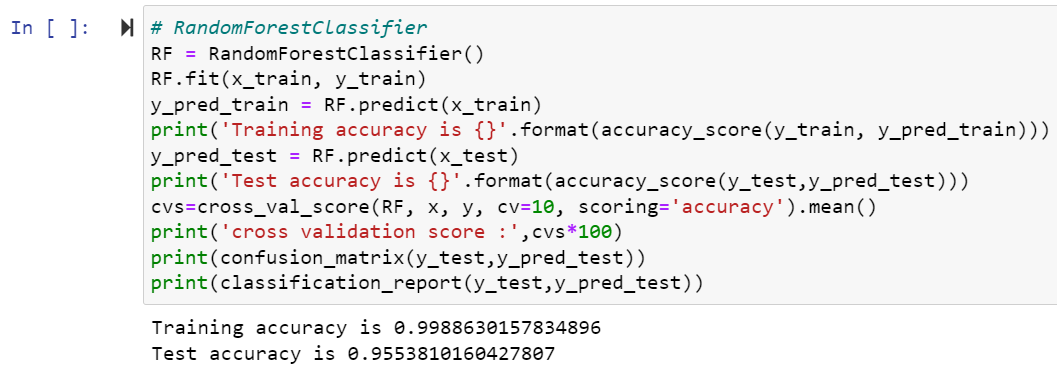 In [ ]: # RandomForestClassifier
RF = RandomForestClassifier()
RF.fit(x_train, y_train)
y_pred_train = RF.predict(x_train)
print('Training accuracy is {}'.format(accuracy_score(y_train, y_pred_train)))
y_pred_test = RF.predict(x_test)
print('Test accuracy is {}'.format(accuracy_score(y_test,y_pred_test)))
cvs=cross_val_score(RF, x, y, cv=10, scoring='accuracy').mean()
print('cross validation score :',cvs*100)
print(confusion_matrix(y_test,y_pred_test))
print(classification_report(y_test,y_pred_test))
Training accuracy is 0.9988630157834896
Test accuracy is 0.9553810160427807